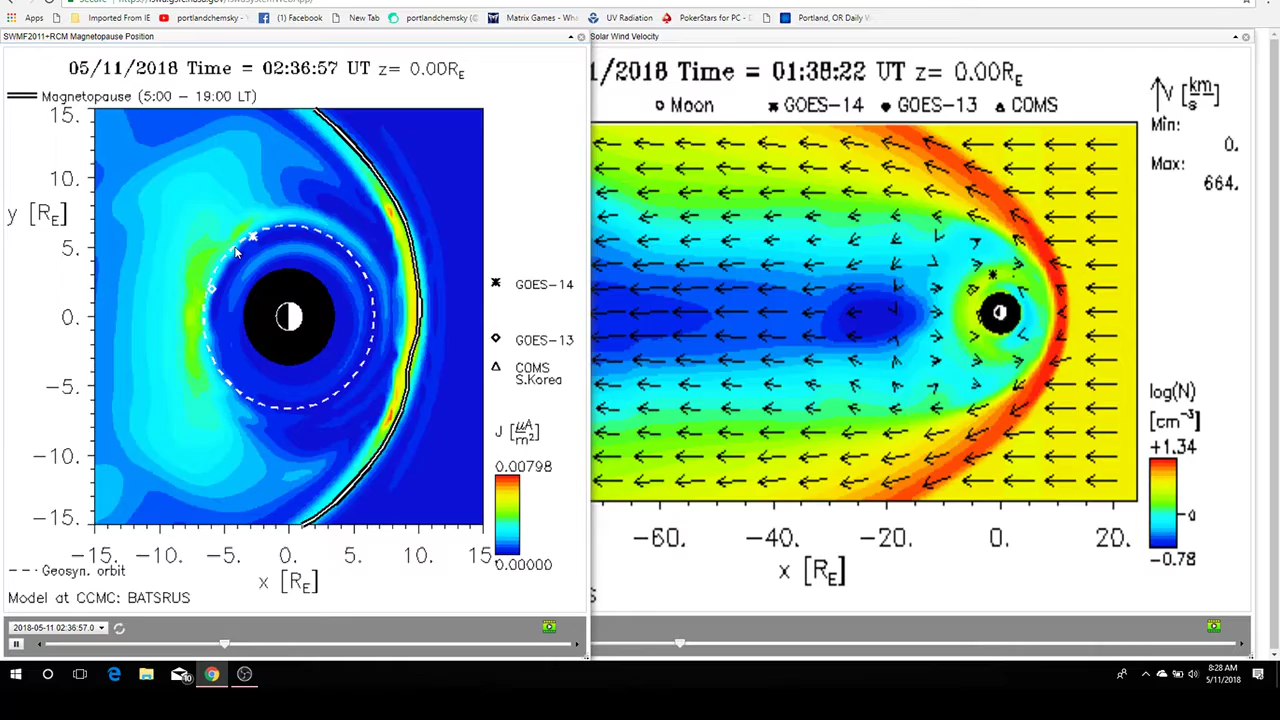 Apps
Imported From IE
portlandchemsky -
(1) Facebook
New Tab
portlandchemsky@
Matrix Games - Wha
UV Radiation
PokerStars for PC - D
Portland, OR Daily W
SWMF2011+RCM Magnetopause Position
05/11/2018 Time = 02:36:57 UT z= 0.00RE
Magnetopause (5:00 - 19:00 LT)
15.
10.
y [RE]
5.
0.
-5.
-10.
-15.
-15. -10. -5. 0. 5. 10. 15
x [RE]
GOES-14
GOES-13
COMS
S.Korea
J [μA/m2]
0.00798
0.00000
Geosyn. orbit
Model at CCMC: BATSRUS
2018-05-11 02:36:57.0
Solar Wind Velocity
1/2018 Time = 01:38:22 UT z= 0.00RE
Moon
GOES-14
GOES-13
COMS
V [km/s]
Min:
0.
Max:
664.
log(N)
[cm-3]
+1.34
0
-0.78
-60. -40. -20. 0. 20.
x [RE]
S
8:28 AM
5/11/2018